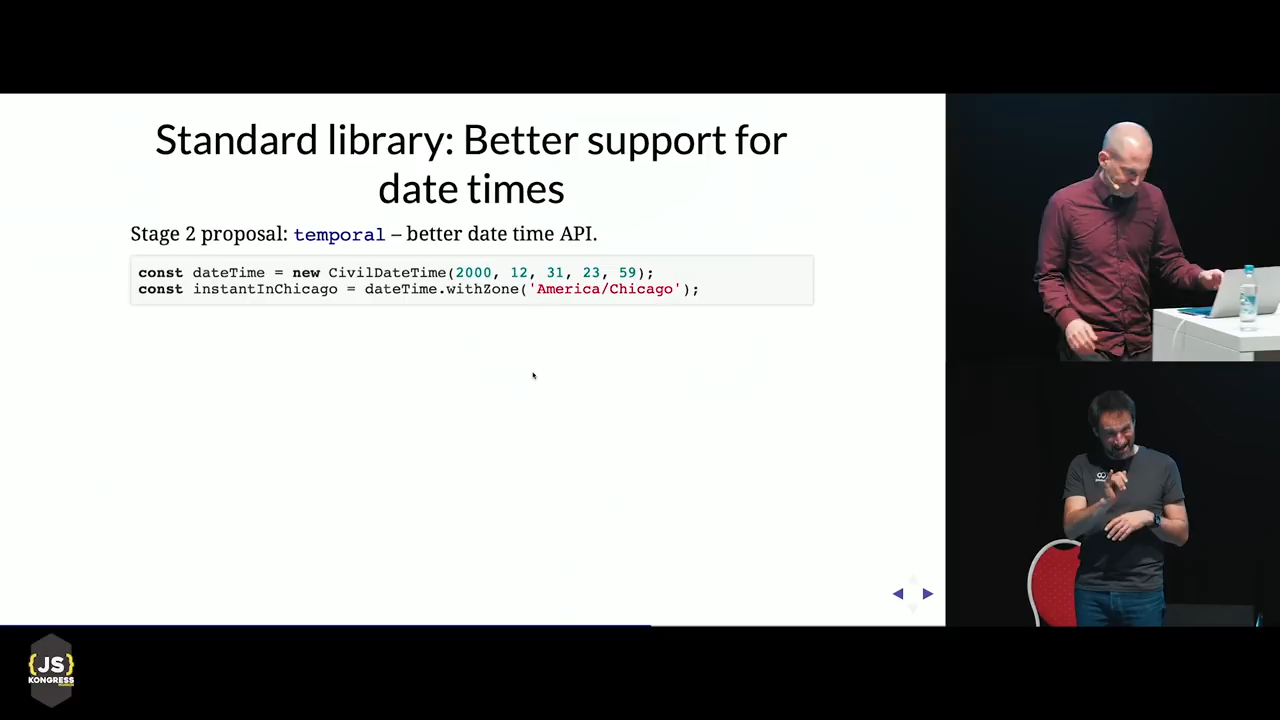 Standard library: Better support for
date times
Stage 2 proposal: temporal – better date time API.
const dateTime = new CivilDateTime(2000, 12, 31, 23, 59);
const instantInChicago = dateTime.withZone('America/Chicago');
{JS}
KONGRESS